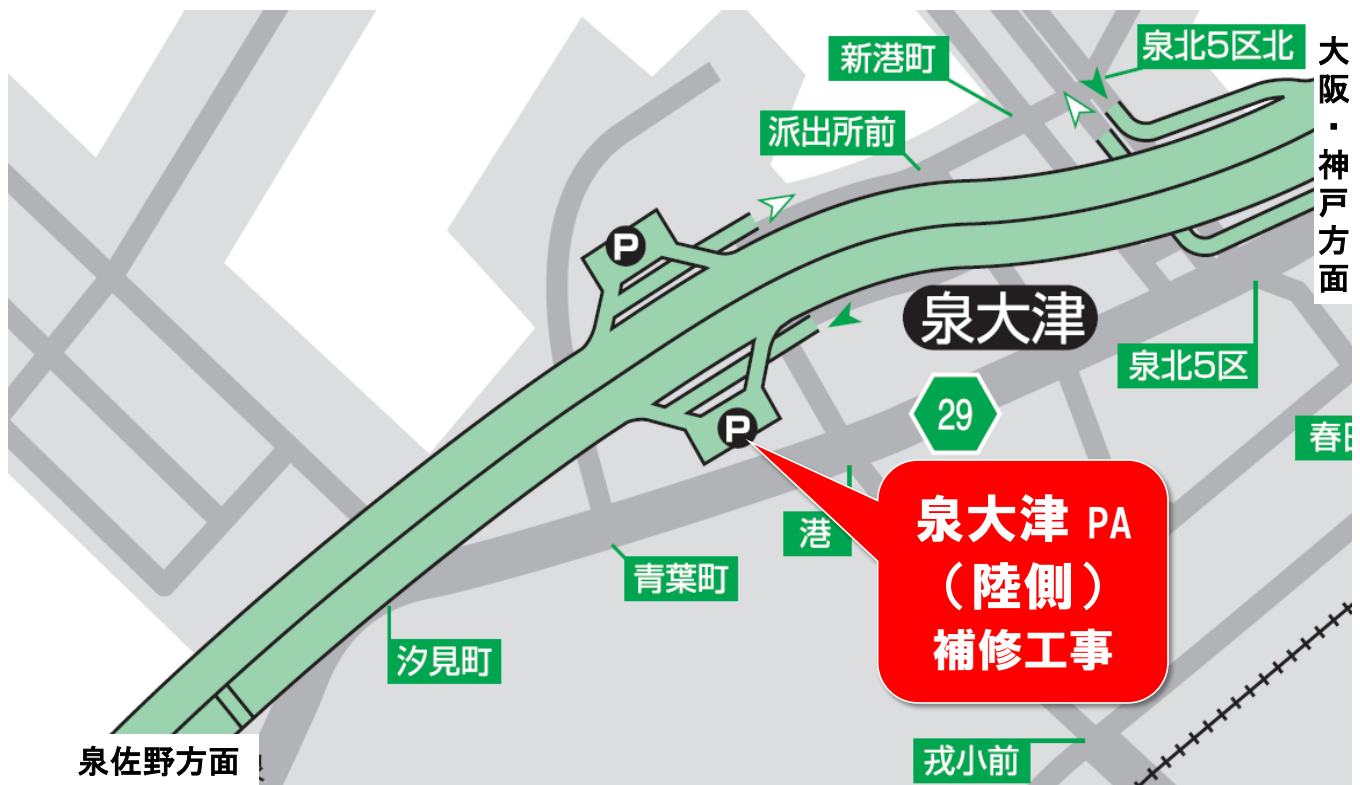 新港町
泉北5区北
大阪・神戸方面
派出所前
P
泉大津
泉北5区
29
P
春日
泉大津 PA
（陸側）
補修工事
港
青葉町
汐見町
泉佐野方面
戎小前